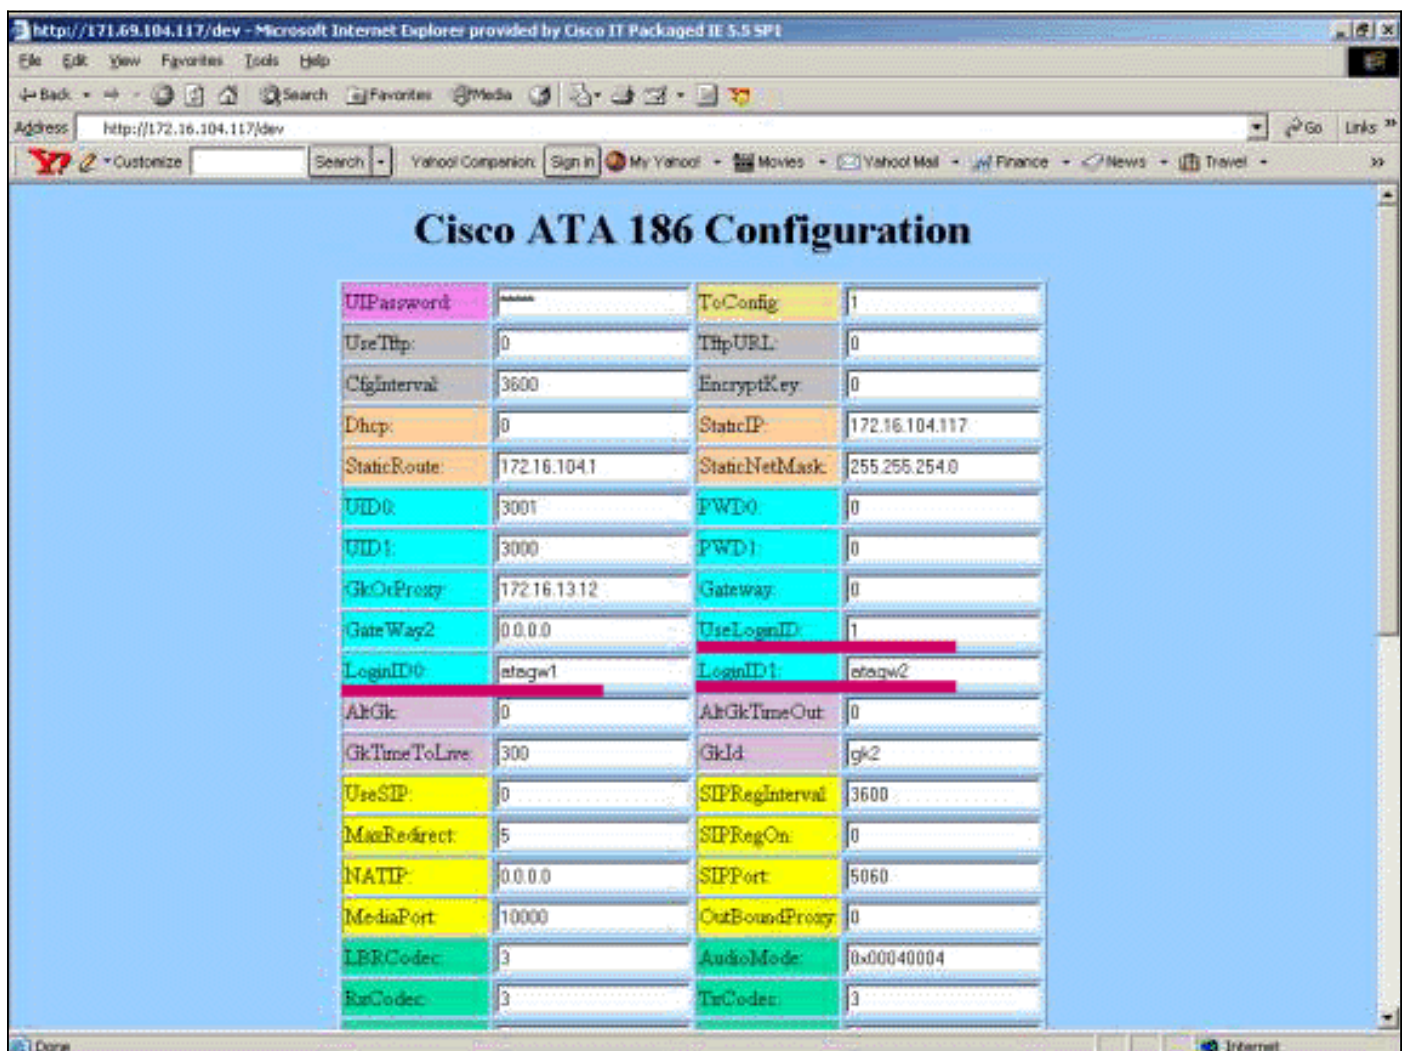 http://171.69.104.117/dev - Microsoft Internet Explorer provided by Cisco IT Packaged IE 5.5 SP1
File Edit View Favorites Tools Help
Back Search Favorites Media
Address http://172.16.104.117/dev Go Links »
Y? Customize Search Yahoo! Companion: Sign in My Yahoo! Movies Yahoo! Mail Finance News Travel »
Cisco ATA 186 Configuration
UIPassword: ***** ToConfig: 1
UseTftp: 0 TftpURL: 0
CfgInterval: 3600 EncryptKey: 0
Dhcp: 0 StaticIP: 172.16.104.117
StaticRoute: 172.16.104.1 StaticNetMask: 255.255.254.0
UID0: 3001 PWD0: 0
UID1: 3000 PWD1: 0
GkOrProxy: 172.16.13.12 Gateway: 0
GateWay2: 0.0.0.0 UseLoginID: 1
LoginID0: atagw1 LoginID1: atagw2
AltGk: 0 AltGkTimeOut: 0
GkTimeToLive: 300 GkId: gk2
UseSIP: 0 SIPRegInterval: 3600
MaxRedirect: 5 SIPRegOn: 0
NATIP: 0.0.0.0 SIPPort: 5060
MediaPort: 10000 OutBoundProxy: 0
LBRCodec: 3 AudioMode: 0x00040004
RxCodec: 3 TxCodec: 3
Done Internet